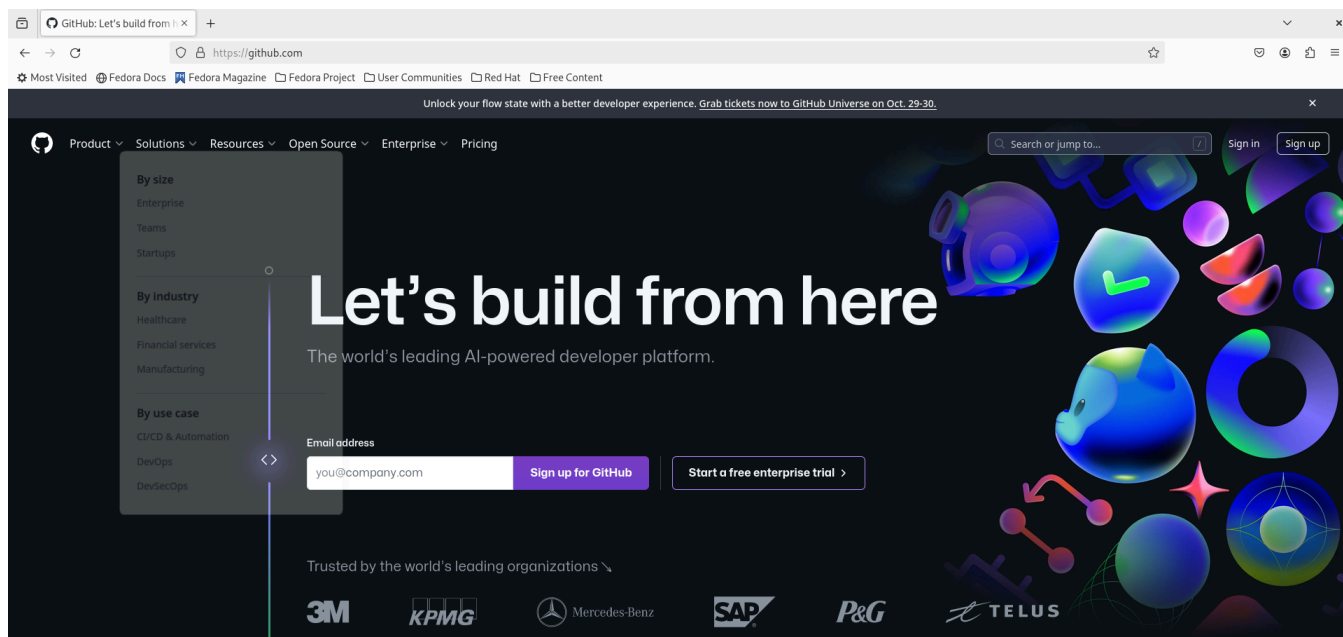 GitHub: Let's build from h
https://github.com
Most Visited Fedora Docs Fedora Magazine Fedora Project User Communities Red Hat Free Content
Unlock your flow state with a better developer experience. Grab tickets now to GitHub Universe on Oct. 29-30.
Product Solutions Resources Open Source Enterprise Pricing Search or jump to... / Sign in Sign up
By size
Enterprise
Teams
Startups
By industry
Healthcare
Financial services
Manufacturing
By use case
CI/CD & Automation
DevOps
DevSecOps
Let's build from here
The world's leading AI-powered developer platform.
Email address
you@company.com Sign up for GitHub Start a free enterprise trial
Trusted by the world's leading organizations
3M KPMG Mercedes-Benz SAP P&G TELUS